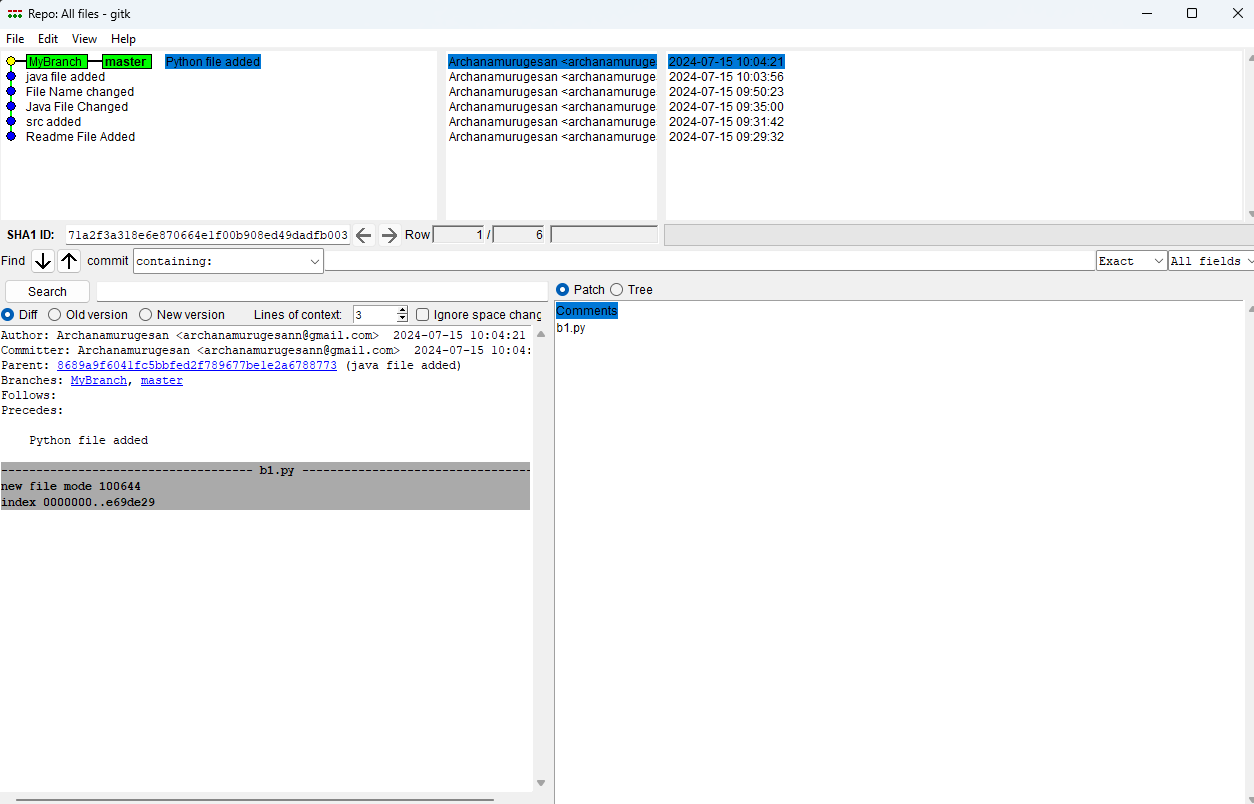 Repo: All files - gitk
File Edit View Help
MyBranch master Python file added Archanamurugesan <archanamuruge 2024-07-15 10:04:21
java file added Archanamurugesan <archanamuruge 2024-07-15 10:03:56
File Name changed Archanamurugesan <archanamuruge 2024-07-15 09:50:23
Java File Changed Archanamurugesan <archanamuruge 2024-07-15 09:35:00
src added Archanamurugesan <archanamuruge 2024-07-15 09:31:42
Readme File Added Archanamurugesan <archanamuruge 2024-07-15 09:29:32
SHA1 ID: 71a2f3a318e6e870664e1f00b908ed49dadfb003 Row 1 / 6
Find commit containing: Exact All fields
Search
Diff Old version New version Lines of context: 3 Ignore space chang
Author: Archanamurugesan <archanamurugesann@gmail.com> 2024-07-15 10:04:21
Committer: Archanamurugesan <archanamurugesann@gmail.com> 2024-07-15 10:04:
Parent: 8689a9f6041fc5bbfed2f789677be1e2a6788773 (java file added)
Branches: MyBranch, master
Follows:
Precedes:
Python file added
---------------------------------- b1.py ----------------------------------
new file mode 100644
index 0000000..e69de29
Patch Tree
Comments
b1.py